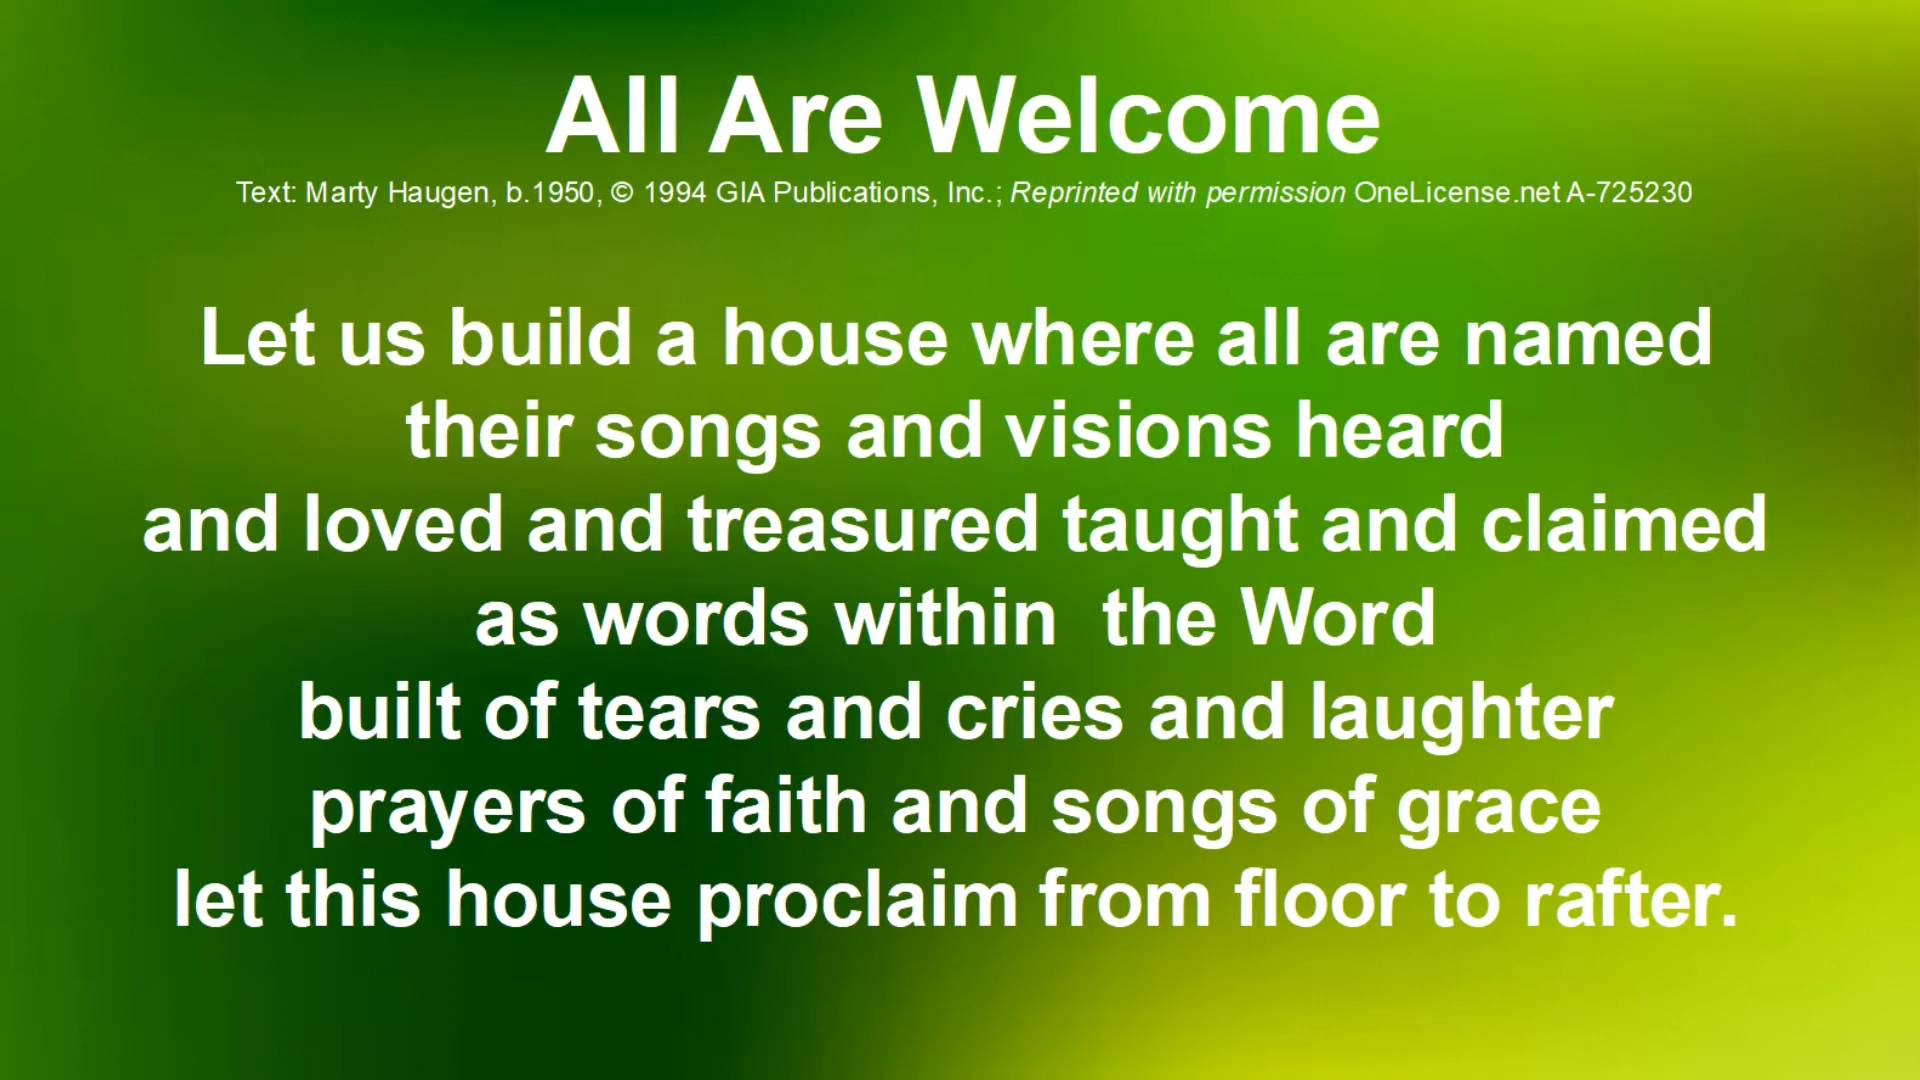 All Are Welcome
Text: Marty Haugen, b.1950, © 1994 GIA Publications, Inc.; Reprinted with permission OneLicense.net A-725230
Let us build a house where all are named
their songs and visions heard
and loved and treasured taught and claimed
as words within  the Word
built of tears and cries and laughter
prayers of faith and songs of grace
let this house proclaim from floor to rafter.